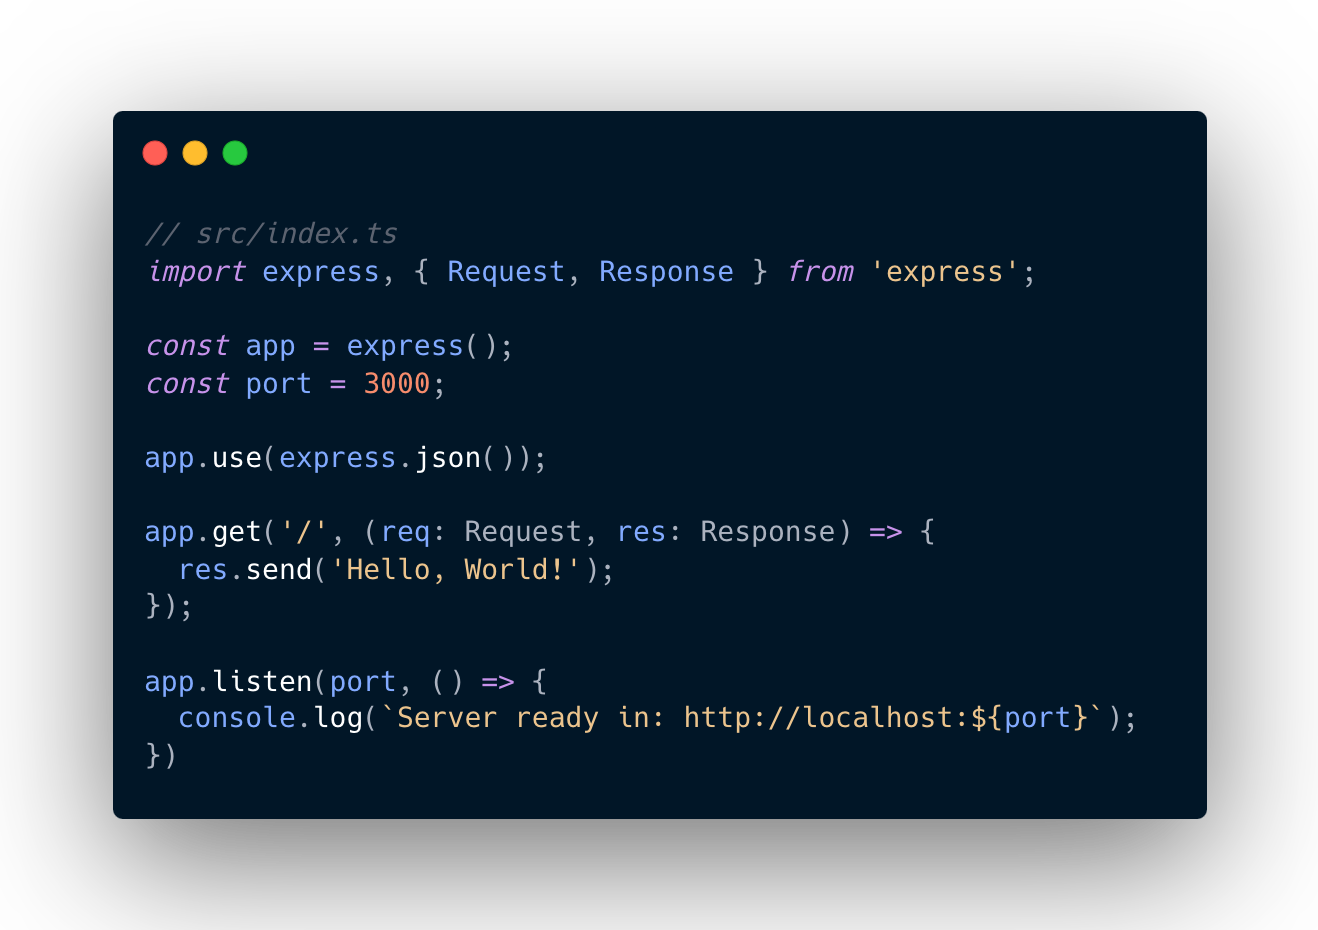 // src/index.ts
import express, { Request, Response } from 'express';
const app = express();
const port = 3000;
app.use(express.json());
app.get('/', (req: Request, res: Response) => {
  res.send('Hello, World!');
});
app.listen(port, () => {
  console.log(`Server ready in: http://localhost:${port}`);
})